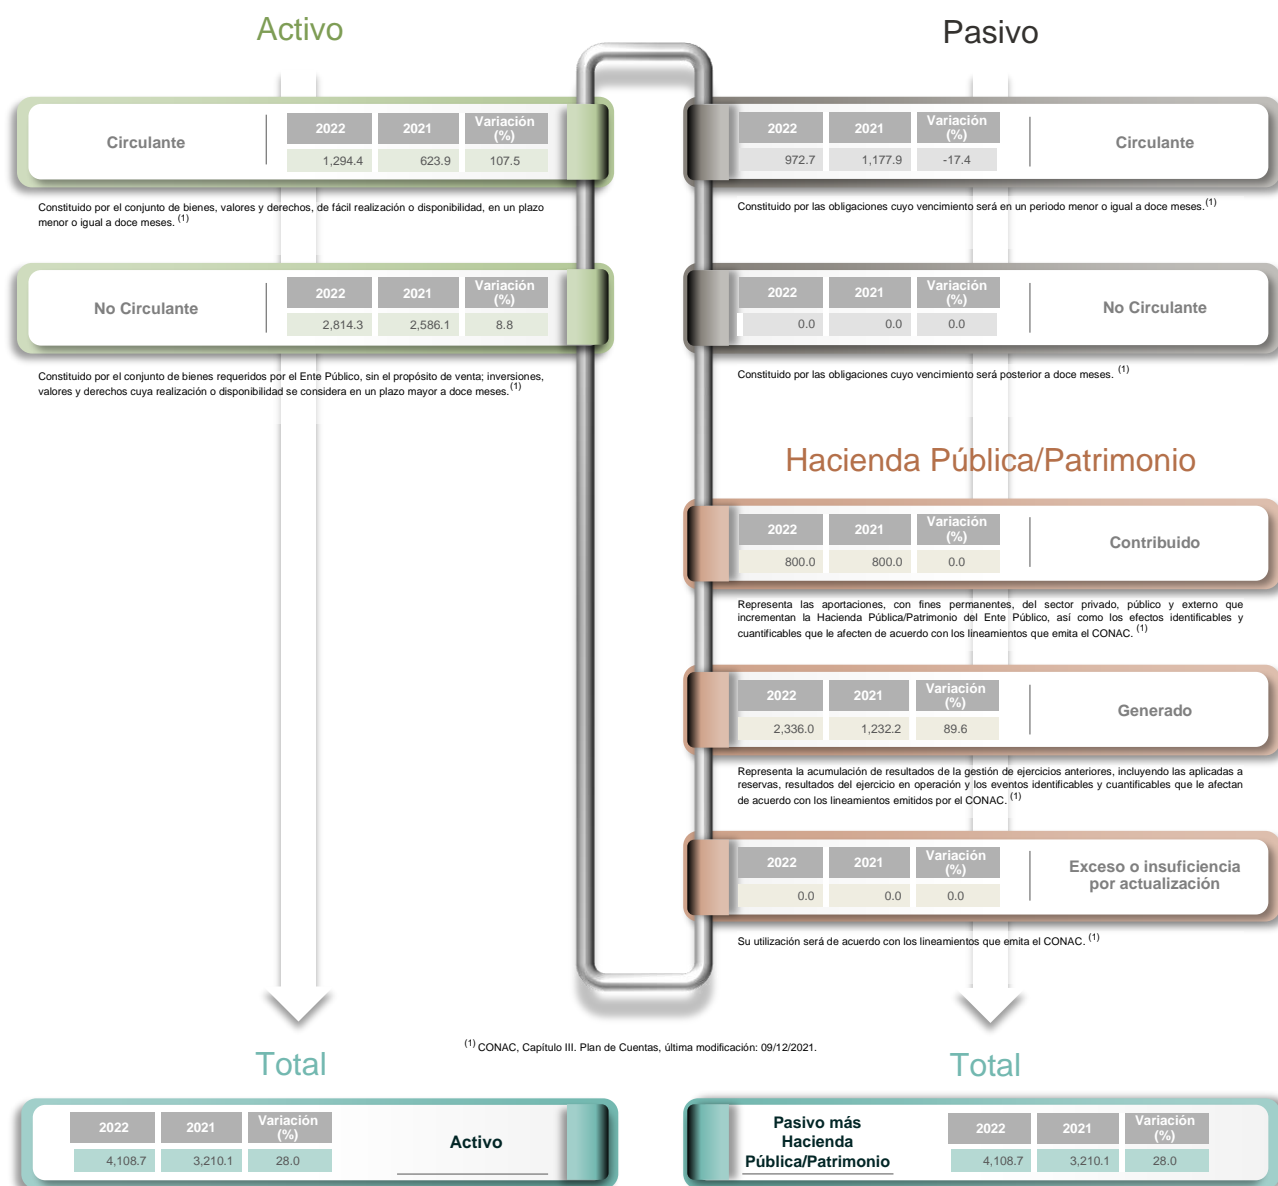 Activo
Circulante
2022 2021 Variación (%)
1,294.4 623.9 107.5
Constituido por el conjunto de bienes, valores y derechos, de fácil realización o disponibilidad, en un plazo
menor o igual a doce meses. (1)
No Circulante
2022 2021 Variación (%)
2,814.3 2,586.1 8.8
Constituido por el conjunto de bienes requeridos por el Ente Público, sin el propósito de venta; inversiones,
valores y derechos cuya realización o disponibilidad se considera en un plazo mayor a doce meses. (1)
Pasivo
2022 2021 Variación (%)
972.7 1,177.9 -17.4
Circulante
Constituido por las obligaciones cuyo vencimiento será en un periodo menor o igual a doce meses. (1)
2022 2021 Variación (%)
0.0 0.0 0.0
No Circulante
Constituido por las obligaciones cuyo vencimiento será posterior a doce meses. (1)
Hacienda Pública/Patrimonio
2022 2021 Variación (%)
800.0 800.0 0.0
Contribuido
Representa las aportaciones, con fines permanentes, del sector privado, público y externo que
incrementan la Hacienda Pública/Patrimonio del Ente Público, así como los efectos identificables y
cuantificables que le afecten de acuerdo con los lineamientos que emita el CONAC. (1)
2022 2021 Variación (%)
2,336.0 1,232.2 89.6
Generado
Representa la acumulación de resultados de la gestión de ejercicios anteriores, incluyendo las aplicadas a
reservas, resultados del ejercicio en operación y los eventos identificables y cuantificables que le afectan
de acuerdo con los lineamientos emitidos por el CONAC. (1)
2022 2021 Variación (%)
0.0 0.0 0.0
Exceso o insuficiencia
por actualización
Su utilización será de acuerdo con los lineamientos que emita el CONAC. (1)
(1) CONAC, Capítulo III. Plan de Cuentas, última modificación: 09/12/2021.
Total
2022 2021 Variación (%)
4,108.7 3,210.1 28.0
Activo
Total
Pasivo más
Hacienda
Pública/Patrimonio
2022 2021 Variación (%)
4,108.7 3,210.1 28.0